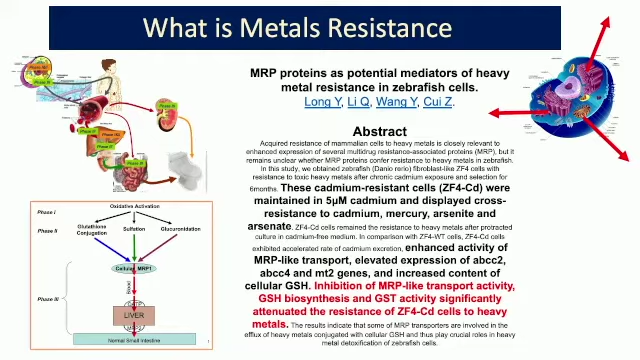 What is Metals Resistance
MRP proteins as potential mediators of heavy
metal resistance in zebrafish cells.
Long Y, Li Q, Wang Y, Cui Z.
Abstract
Acquired resistance of mammalian cells to heavy metals is closely relevant to
enhanced expression of several multidrug resistance-associated proteins (MRP), but it
remains unclear whether MRP proteins confer resistance to heavy metals in zebrafish.
In this study, we obtained zebrafish (Danio rerio) fibroblast-like ZF4 cells with
resistance to toxic heavy metals after chronic cadmium exposure and selection for
6months. These cadmium-resistant cells (ZF4-Cd) were
maintained in 5μM cadmium and displayed cross-
resistance to cadmium, mercury, arsenite and
arsenate. ZF4-Cd cells remained the resistance to heavy metals after protracted
culture in cadmium-free medium. In comparison with ZF4-WT cells, ZF4-Cd cells
exhibited accelerated rate of cadmium excretion, enhanced activity of
MRP-like transport, elevated expression of abcc2,
abcc4 and mt2 genes, and increased content of
cellular GSH. Inhibition of MRP-like transport activity,
GSH biosynthesis and GST activity significantly
attenuated the resistance of ZF4-Cd cells to heavy
metals. The results indicate that some of MRP transporters are involved in the
efflux of heavy metals conjugated with cellular GSH and thus play crucial roles in heavy
metal detoxification of zebrafish cells.
Oxidative Activation
Phase I
Phase II
Glutathione
Conjugation
Sulfation
Glucuronidation
Cellular MRP1
Blood
Phase III
LIVER
Normal Small Intestine